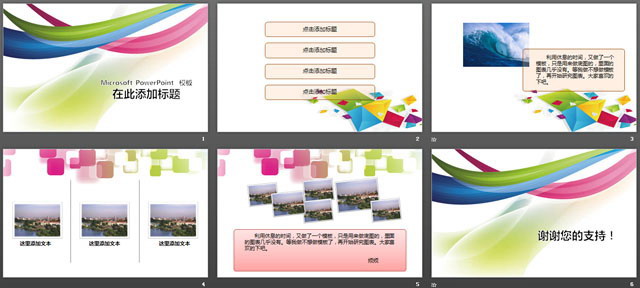 Microsoft PowerPoint 模板
在此添加标题
1
点击添加标题
点击添加标题
点击添加标题
点击添加标题
2
利用休息的时间，又做了一个
模板，只是用来做底图的，里面的
图表几乎没有。等我做不想做模板
了，再开始研究图表。大家喜欢的
下吧。
3
这里添加文本
这里添加文本
这里添加文本
4
利用休息的时间，又做了一个模板，只是用来做底图的，里面
的图表几乎没有。等我做不想做模板了，再开始研究图表。大家喜
欢的下吧。
5
谢谢您的支持！
6